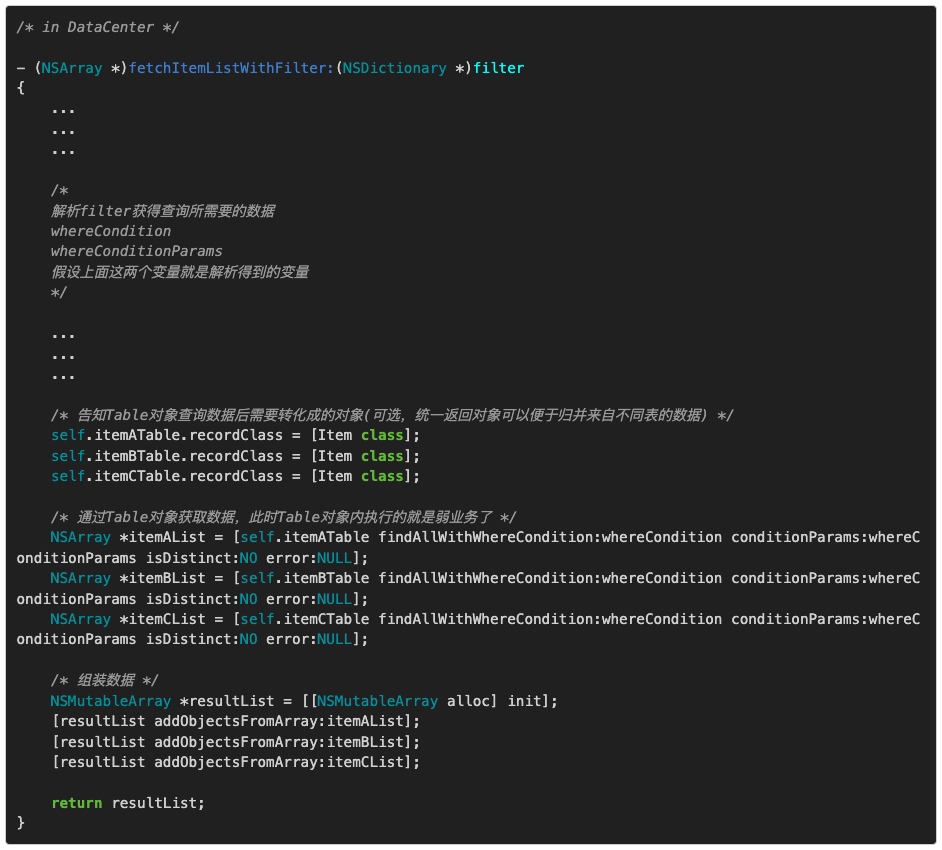 /* in DataCenter */
- (NSArray *)fetchItemListWithFilter:(NSDictionary *)filter
{
    ...
    ...
    ...
    /*
    解析filter获得查询所需要的数据
    whereCondition
    whereConditionParams
    假设上面这两个变量就是解析得到的变量
    */
    ...
    ...
    ...
    /* 告知Table对象查询数据后需要转化成的对象(可选，统一返回对象可以便于归并来自不同表的数据) */
    self.itemATable.recordClass = [Item class];
    self.itemBTable.recordClass = [Item class];
    self.itemCTable.recordClass = [Item class];
    /* 通过Table对象获取数据，此时Table对象内执行的就是弱业务了 */
    NSArray *itemAList = [self.itemATable findAllWithWhereCondition:whereCondition conditionParams:whereC
onditionParams isDistinct:NO error:NULL];
    NSArray *itemBList = [self.itemBTable findAllWithWhereCondition:whereCondition conditionParams:whereC
onditionParams isDistinct:NO error:NULL];
    NSArray *itemCList = [self.itemCTable findAllWithWhereCondition:whereCondition conditionParams:whereC
onditionParams isDistinct:NO error:NULL];
    /* 组装数据 */
    NSMutableArray *resultList = [[NSMutableArray alloc] init];
    [resultList addObjectsFromArray:itemAList];
    [resultList addObjectsFromArray:itemBList];
    [resultList addObjectsFromArray:itemCList];
    return resultList;
}